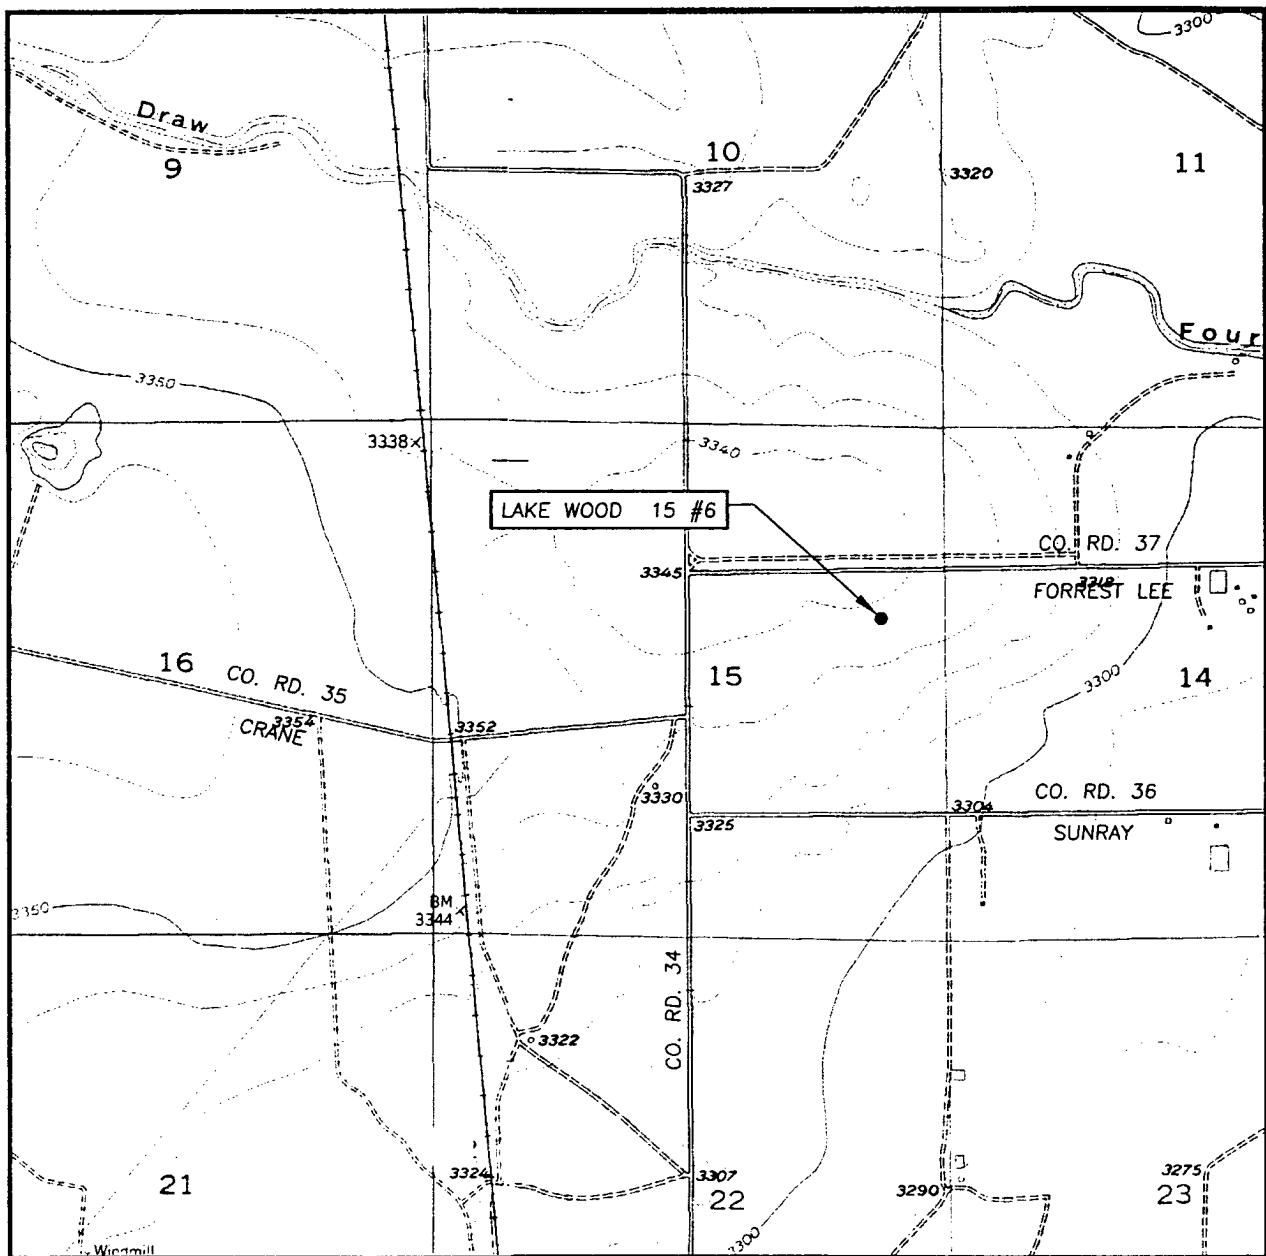 3300
Draw
9
10
11
3327
3320
Four
3350
3338×
3340
LAKE WOOD 15 #6
CO. RD. 37
3345
3318
FORREST LEE
16
CO. RD. 35
15
14
3300
3354
CRANE
3352
3330
3304
CO. RD. 36
3325
SUNRAY
3350
BM
3344
CO. RD. 34
3322
3324
3307
3275
21
22
3290
23
3300
Windmill